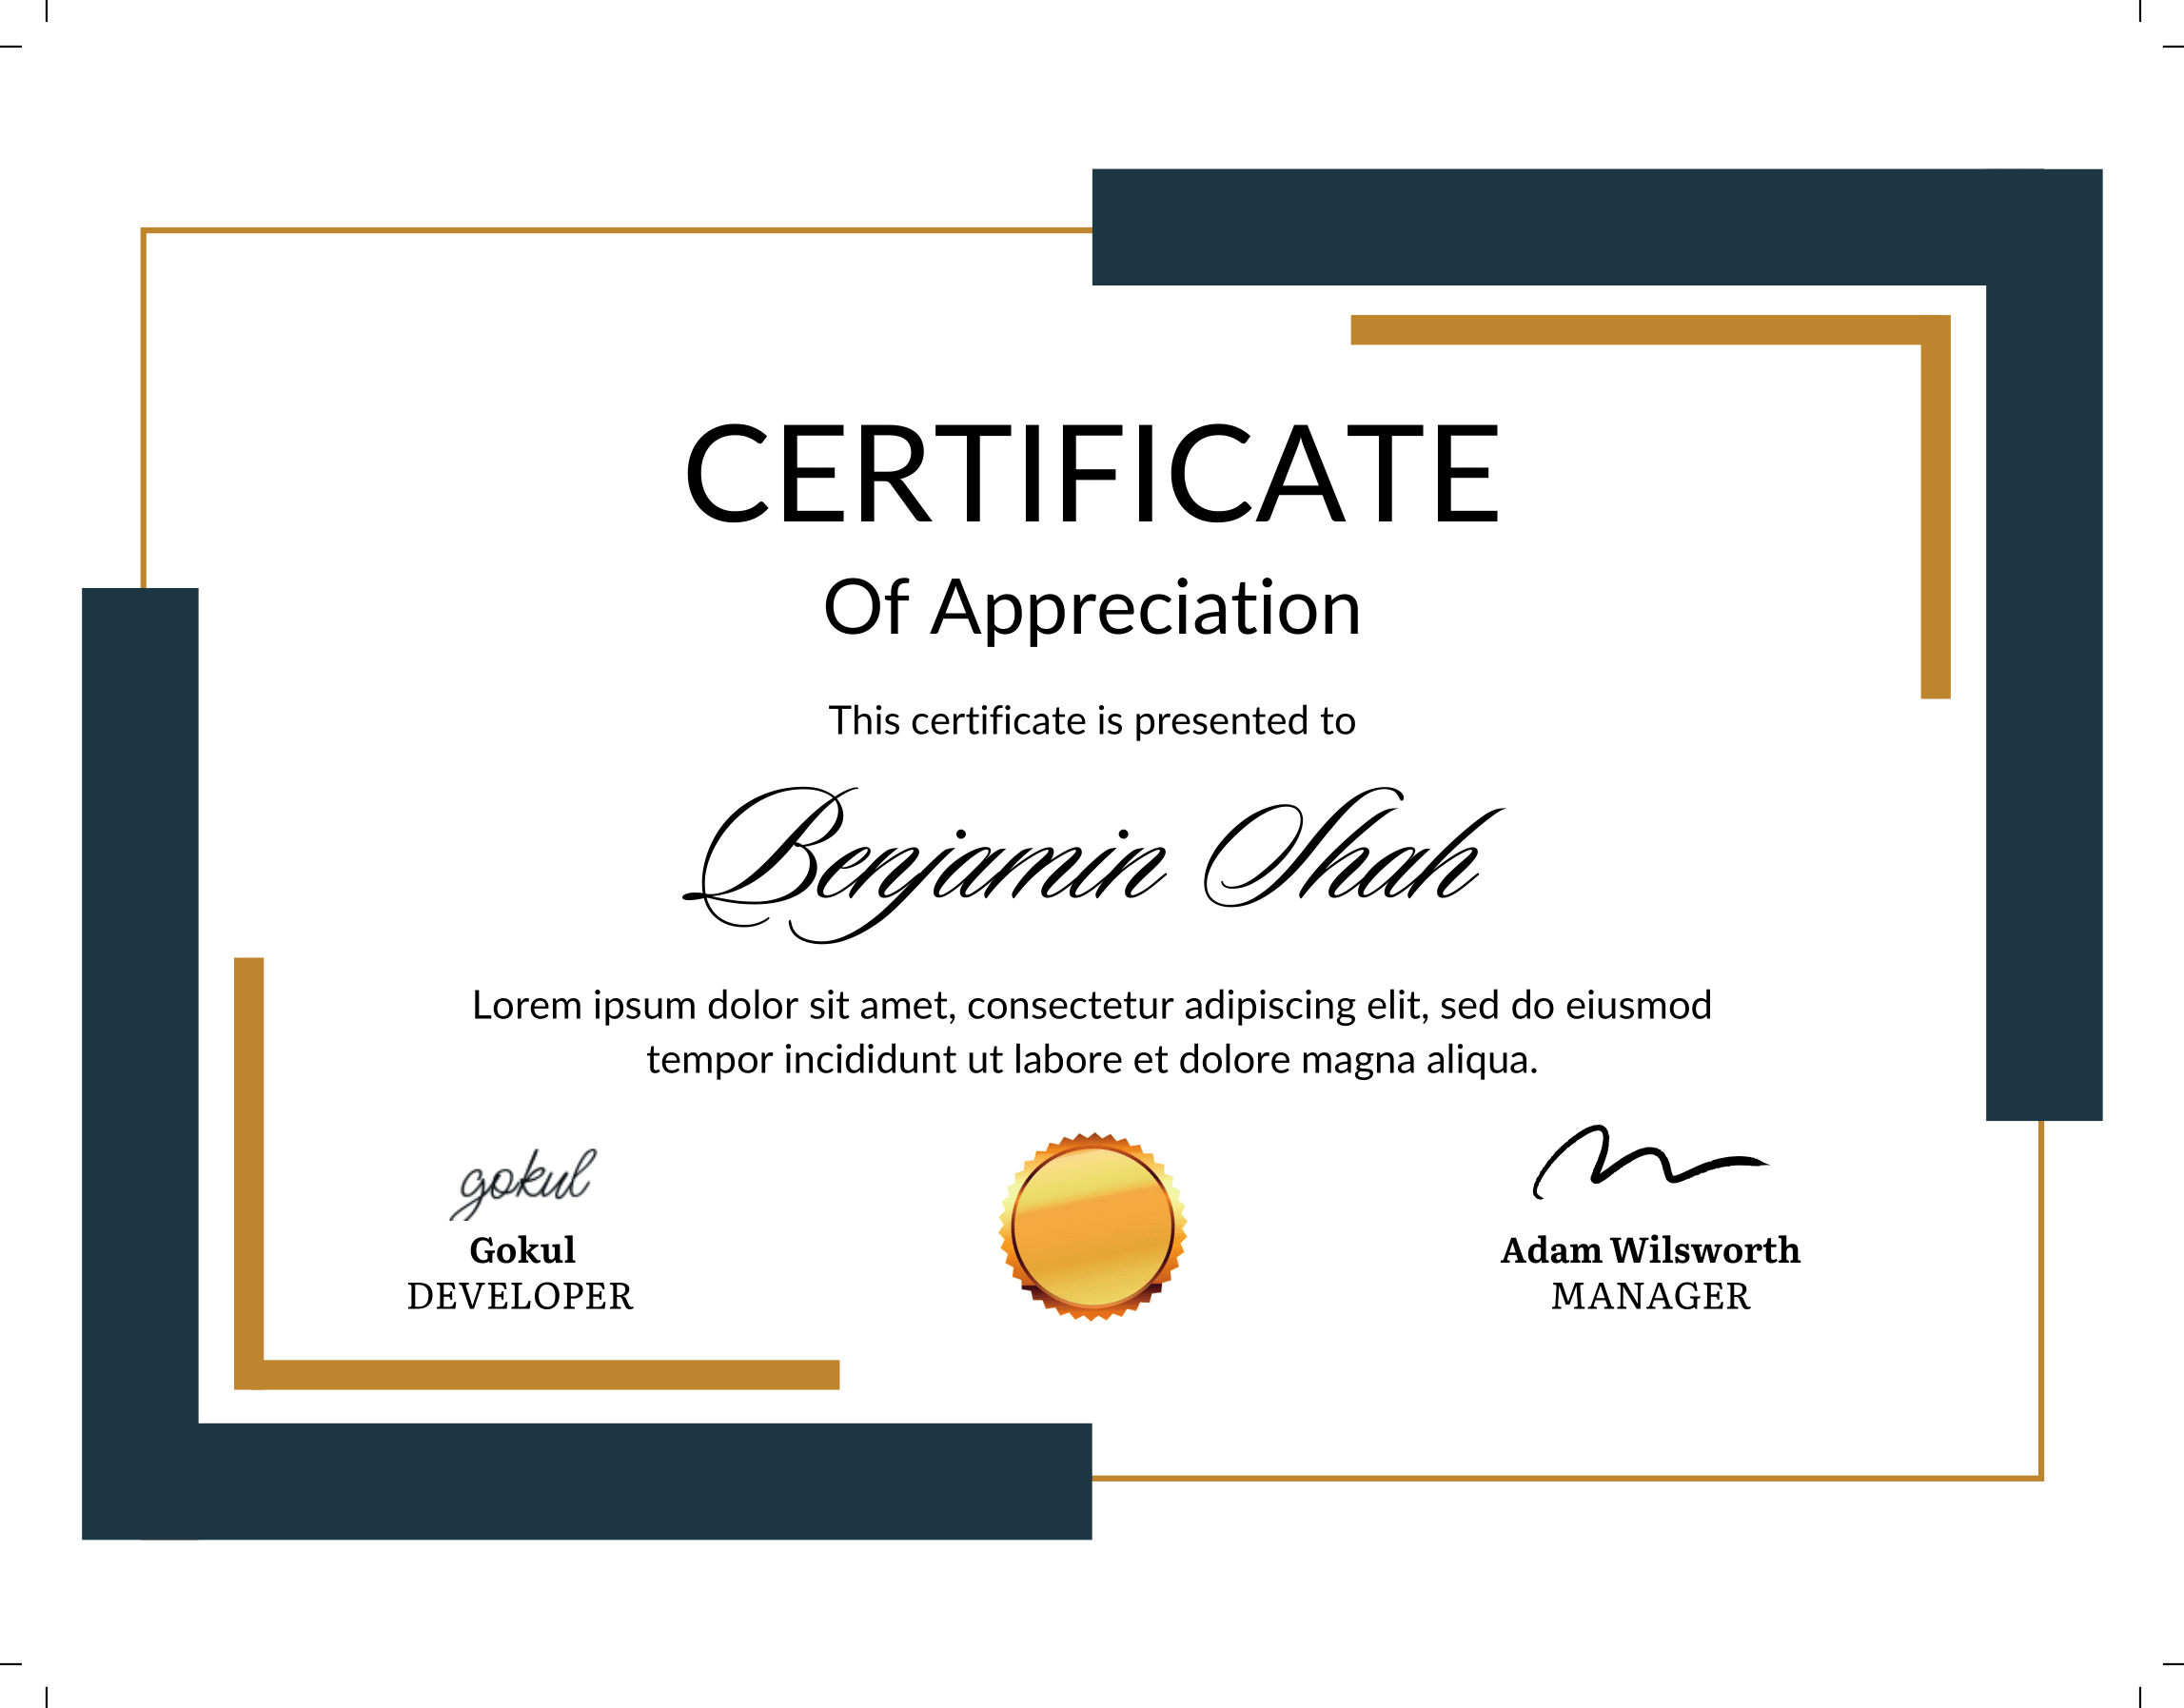 CERTIFICATE
Of Appreciation
This certificate is presented to
Benjamin Shah
Lorem ipsum dolor sit amet, consectetur adipiscing elit, sed do eiusmod
tempor incididunt ut labore et dolore magna aliqua.
gokul
Gokul
DEVELOPER
Adam Wilsworth
MANAGER